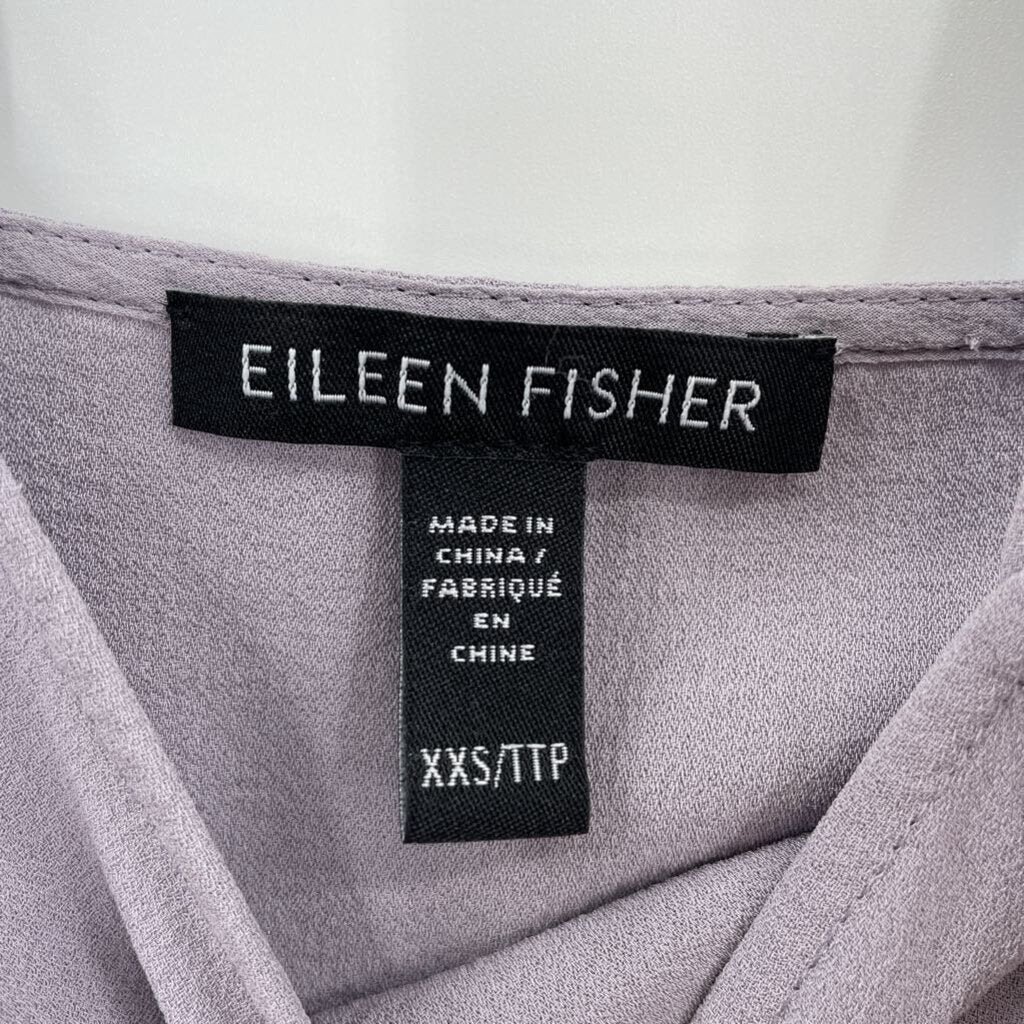 EILEEN FISHER
MADE IN
CHINA /
FABRIQUÉ
EN
CHINE
XXS/TTP